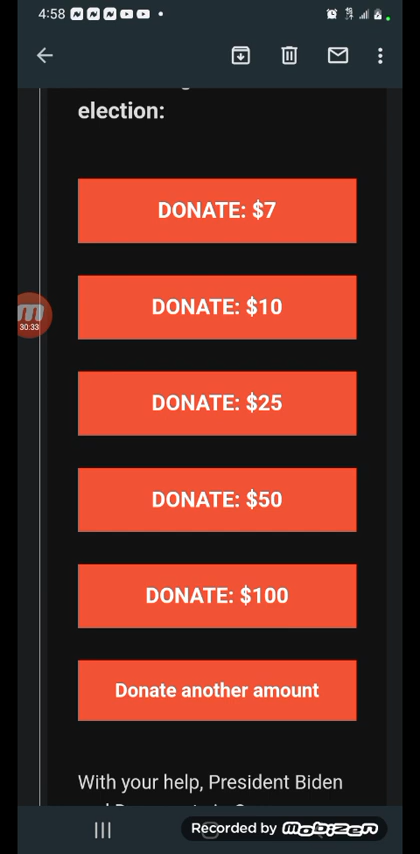 4:58
election:
DONATE: $7
DONATE: $10
30:33
DONATE: $25
DONATE: $50
DONATE: $100
Donate another amount
With your help, President Biden
Recorded by mobizen